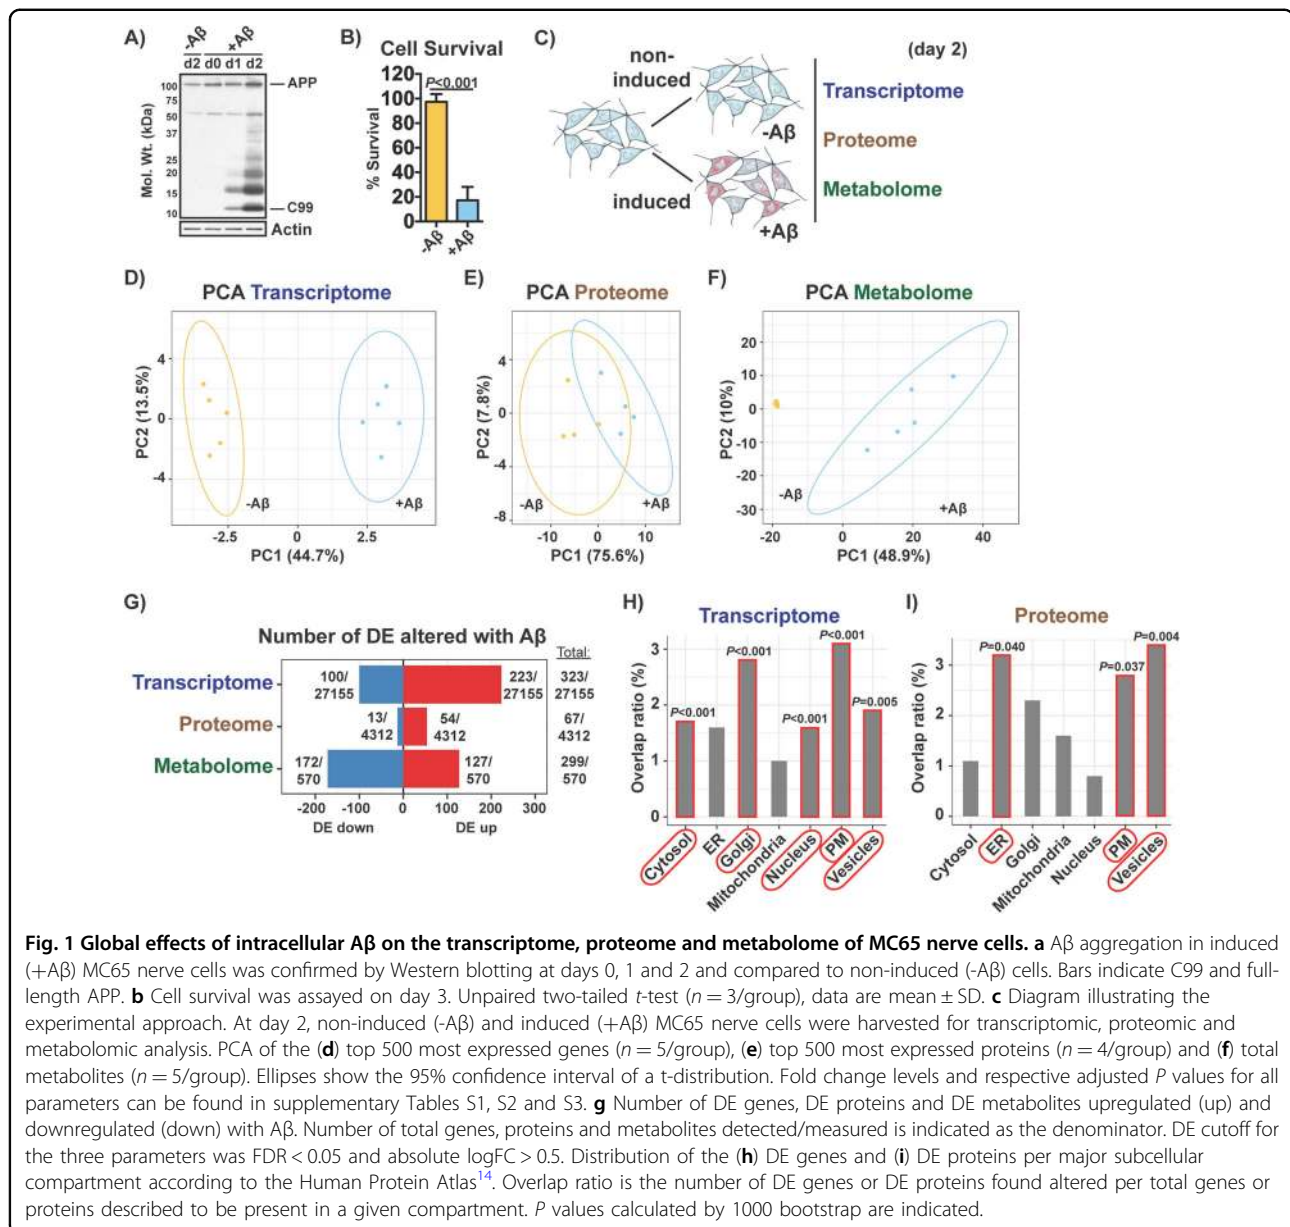 A)
-Aβ
+Aβ
d2 d0 d1 d2
Mol. Wt. (kDa)
100
75
50
37
25
20
15
10
APP
C99
Actin
B)
Cell Survival
P<0.001
% Survival
120
100
80
60
40
20
0
-Aβ
+Aβ
C)
(day 2)
non-
induced
-Aβ
induced
+Aβ
Transcriptome
Proteome
Metabolome
D)
PCA Transcriptome
PC2 (13.5%)
4
0
-4
-Aβ
+Aβ
-2.5 0 2.5
PC1 (44.7%)
E)
PCA Proteome
PC2 (7.8%)
4
0
-4
-8
-Aβ
+Aβ
-10 0 10
PC1 (75.6%)
F)
PCA Metabolome
PC2 (10%)
20
10
0
-10
-20
-30
-Aβ
+Aβ
-20 0 20 40
PC1 (48.9%)
G)
Number of DE altered with Aβ
Total:
Transcriptome
100/
27155
223/
27155
323/
27155
Proteome
13/
4312
54/
4312
67/
4312
Metabolome
172/
570
127/
570
299/
570
-200 -100 0 100 200 300
DE down DE up
H)
Transcriptome
Overlap ratio (%)
3
2
1
0
P<0.001
P<0.001
P<0.001
P<0.001
P=0.005
Cytosol
ER
Golgi
Mitochondria
Nucleus
PM
Vesicles
I)
Proteome
Overlap ratio (%)
3
2
1
0
P=0.040
P=0.037
P=0.004
Cytosol
ER
Golgi
Mitochondria
Nucleus
PM
Vesicles
Fig. 1 Global effects of intracellular Aβ on the transcriptome, proteome and metabolome of MC65 nerve cells. a Aβ aggregation in induced
(+Aβ) MC65 nerve cells was confirmed by Western blotting at days 0, 1 and 2 and compared to non-induced (-Aβ) cells. Bars indicate C99 and full-
length APP. b Cell survival was assayed on day 3. Unpaired two-tailed t-test (n = 3/group), data are mean ± SD. c Diagram illustrating the
experimental approach. At day 2, non-induced (-Aβ) and induced (+Aβ) MC65 nerve cells were harvested for transcriptomic, proteomic and
metabolomic analysis. PCA of the (d) top 500 most expressed genes (n = 5/group), (e) top 500 most expressed proteins (n = 4/group) and (f) total
metabolites (n = 5/group). Ellipses show the 95% confidence interval of a t-distribution. Fold change levels and respective adjusted P values for all
parameters can be found in supplementary Tables S1, S2 and S3. g Number of DE genes, DE proteins and DE metabolites upregulated (up) and
downregulated (down) with Aβ. Number of total genes, proteins and metabolites detected/measured is indicated as the denominator. DE cutoff for
the three parameters was FDR < 0.05 and absolute logFC > 0.5. Distribution of the (h) DE genes and (i) DE proteins per major subcellular
compartment according to the Human Protein Atlas14. Overlap ratio is the number of DE genes or DE proteins found altered per total genes or
proteins described to be present in a given compartment. P values calculated by 1000 bootstrap are indicated.